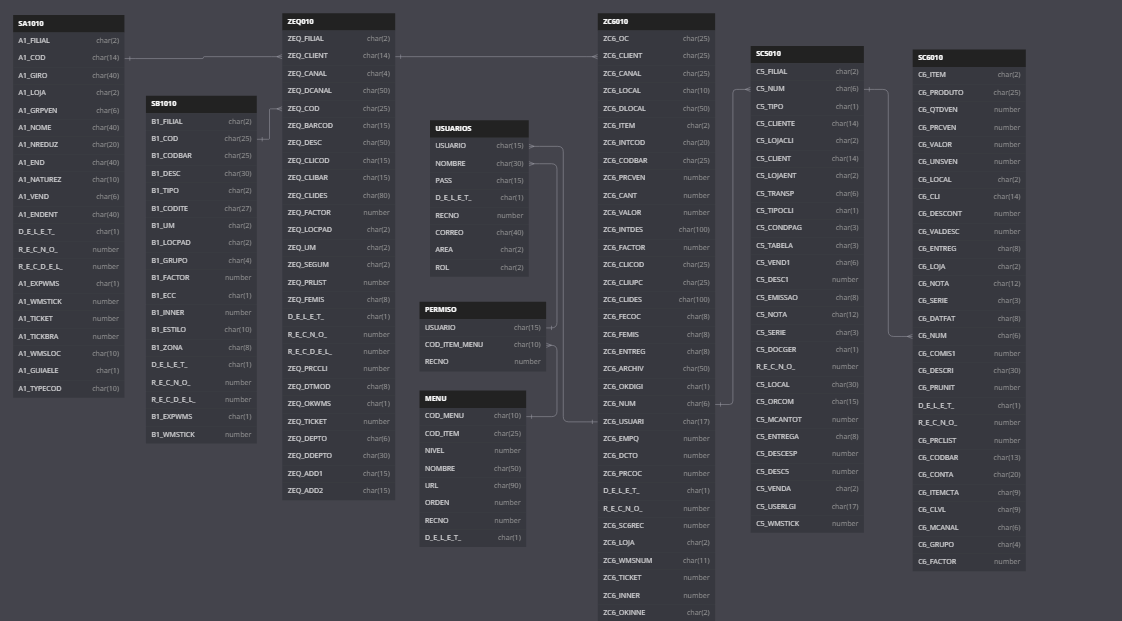 SA1010
A1_FILIAL char(2)
A1_COD char(14)
A1_GIRO char(40)
A1_LOJA char(2)
A1_GRPVEN char(6)
A1_NOME char(40)
A1_NREDUZ char(20)
A1_END char(40)
A1_NATUREZ char(10)
A1_VEND char(6)
A1_ENDENT char(40)
D_E_L_E_T_ char(1)
R_E_C_N_O_ number
R_E_C_D_E_L_ number
A1_EXPWMS char(1)
A1_WMSTICK number
A1_TICKET number
A1_TICKBRA number
A1_WMSLOC char(10)
A1_GUIAELE char(1)
A1_TYPECOD char(10)
SB1010
B1_FILIAL char(2)
B1_COD char(25)
B1_CODBAR char(25)
B1_DESC char(30)
B1_TIPO char(2)
B1_CODITE char(27)
B1_UM char(2)
B1_LOCPAD char(2)
B1_GRUPO char(4)
B1_FACTOR number
B1_ECC char(1)
B1_INNER number
B1_ESTILO char(10)
B1_ZONA char(8)
D_E_L_E_T_ char(1)
R_E_C_N_O_ number
R_E_C_D_E_L_ number
B1_EXPWMS char(1)
B1_WMSTICK number
ZEQ010
ZEQ_FILIAL char(2)
ZEQ_CLIENT char(14)
ZEQ_CANAL char(4)
ZEQ_DCANAL char(50)
ZEQ_COD char(25)
ZEQ_BARCOD char(15)
ZEQ_DESC char(50)
ZEQ_CLICOD char(15)
ZEQ_CLIBAR char(15)
ZEQ_CLIDES char(80)
ZEQ_FACTOR number
ZEQ_LOCPAD char(2)
ZEQ_UM char(2)
ZEQ_SEGUM char(2)
ZEQ_PRLIST number
ZEQ_FEMIS char(8)
D_E_L_E_T_ char(1)
R_E_C_N_O_ number
R_E_C_D_E_L_ number
ZEQ_PRCCLI number
ZEQ_DTMOD char(8)
ZEQ_OKWMS char(1)
ZEQ_TICKET number
ZEQ_DEPTO char(6)
ZEQ_DDEPTO char(30)
ZEQ_ADD1 char(15)
ZEQ_ADD2 char(15)
USUARIOS
USUARIO char(15)
NOMBRE char(30)
PASS char(15)
D_E_L_E_T_ char(1)
RECNO number
CORREO char(40)
AREA char(2)
ROL char(2)
PERMISO
USUARIO char(15)
COD_ITEM_MENU char(10)
RECNO number
MENU
COD_MENU char(10)
COD_ITEM char(25)
NIVEL number
NOMBRE char(50)
URL char(90)
ORDEN number
RECNO number
D_E_L_E_T_ char(1)
ZC6010
ZC6_OC char(25)
ZC6_CLIENT char(25)
ZC6_CANAL char(25)
ZC6_LOCAL char(10)
ZC6_DLOCAL char(50)
ZC6_ITEM char(2)
ZC6_INTCOD char(20)
ZC6_CODBAR char(25)
ZC6_PRCVEN number
ZC6_CANT number
ZC6_VALOR number
ZC6_INTDES char(100)
ZC6_FACTOR number
ZC6_CLICOD char(25)
ZC6_CLIUPC char(25)
ZC6_CLIDES char(100)
ZC6_FECOC char(8)
ZC6_FEMIS char(8)
ZC6_ENTREG char(8)
ZC6_ARCHIV char(50)
ZC6_OKDIGI char(1)
ZC6_NUM char(6)
ZC6_USUARI char(17)
ZC6_EMPQ number
ZC6_DCTO number
ZC6_PRCOC number
D_E_L_E_T_ char(1)
R_E_C_N_O_ number
ZC6_SC6REC number
ZC6_LOJA char(2)
ZC6_WMSNUM char(11)
ZC6_TICKET number
ZC6_INNER number
ZC6_OKINNE char(2)
SC5010
C5_FILIAL char(2)
C5_NUM char(6)
C5_TIPO char(1)
C5_CLIENTE char(14)
C5_LOJACLI char(2)
C5_CLIENT char(14)
C5_LOJAENT char(2)
C5_TRANSP char(6)
C5_TIPOCLI char(1)
C5_CONDPAG char(3)
C5_TABELA char(3)
C5_VEND1 char(6)
C5_DESC1 number
C5_EMISSAO char(8)
C5_NOTA char(12)
C5_SERIE char(3)
C5_DOCGER char(1)
R_E_C_N_O_ number
C5_LOCAL char(30)
C5_ORCOM char(15)
C5_MCANTOT number
C5_ENTREGA char(8)
C5_DESCESP number
C5_DESC5 number
C5_VENDA char(2)
C5_USERLGI char(17)
C5_WMSTICK number
SC6010
C6_ITEM char(2)
C6_PRODUTO char(25)
C6_QTDVEN number
C6_PRCVEN number
C6_VALOR number
C6_UNSVEN number
C6_LOCAL char(2)
C6_CLI char(14)
C6_DESCONT number
C6_VALDESC number
C6_ENTREG char(8)
C6_LOJA char(2)
C6_NOTA char(12)
C6_SERIE char(3)
C6_DATFAT char(8)
C6_NUM char(6)
C6_COMIS1 number
C6_DESCRI char(30)
C6_PRUNIT number
D_E_L_E_T_ char(1)
R_E_C_N_O_ number
C6_PRCLIST number
C6_CODBAR char(13)
C6_CONTA char(20)
C6_ITEMCTA char(9)
C6_CLVL char(9)
C6_MCANAL char(6)
C6_GRUPO char(4)
C6_FACTOR number